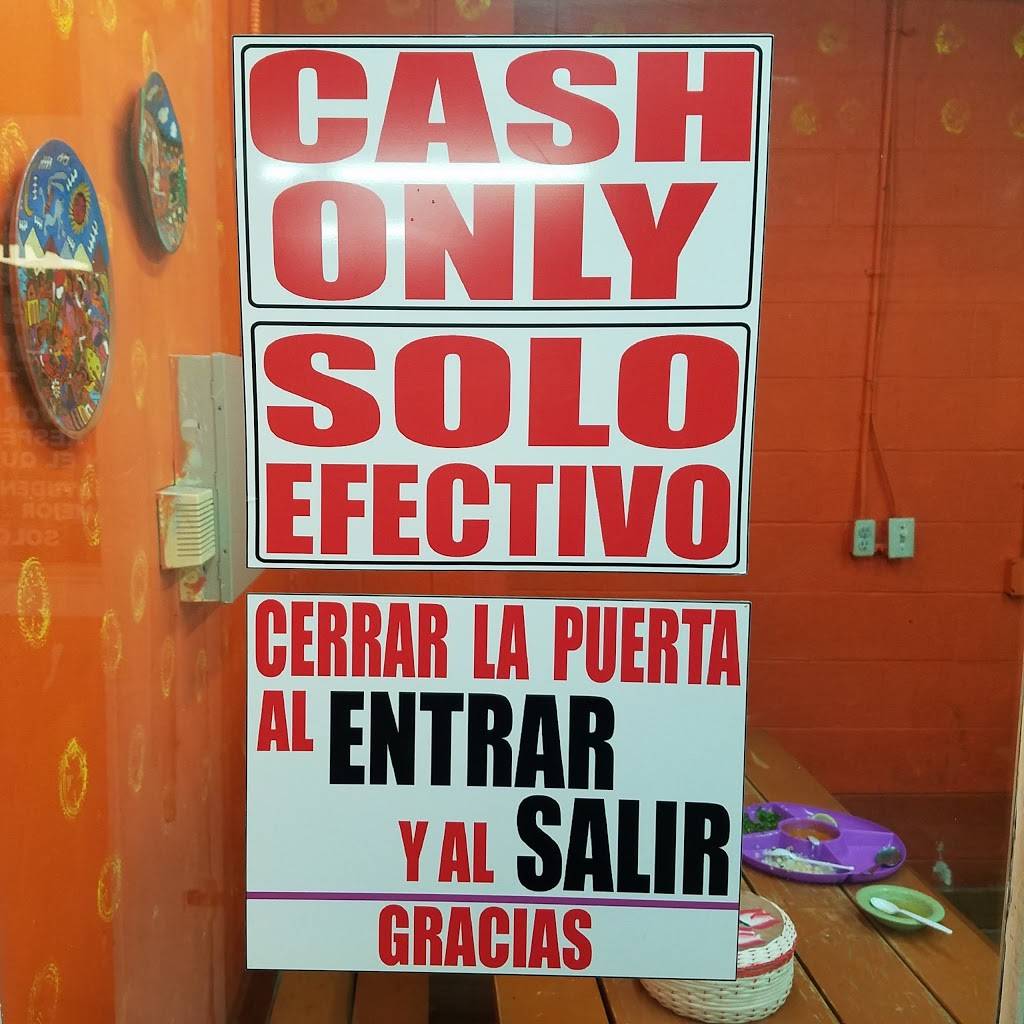 CASH
ONLY
SOLO
EFECTIVO
CERRAR LA PUERTA
AL ENTRAR
Y AL SALIR
GRACIAS